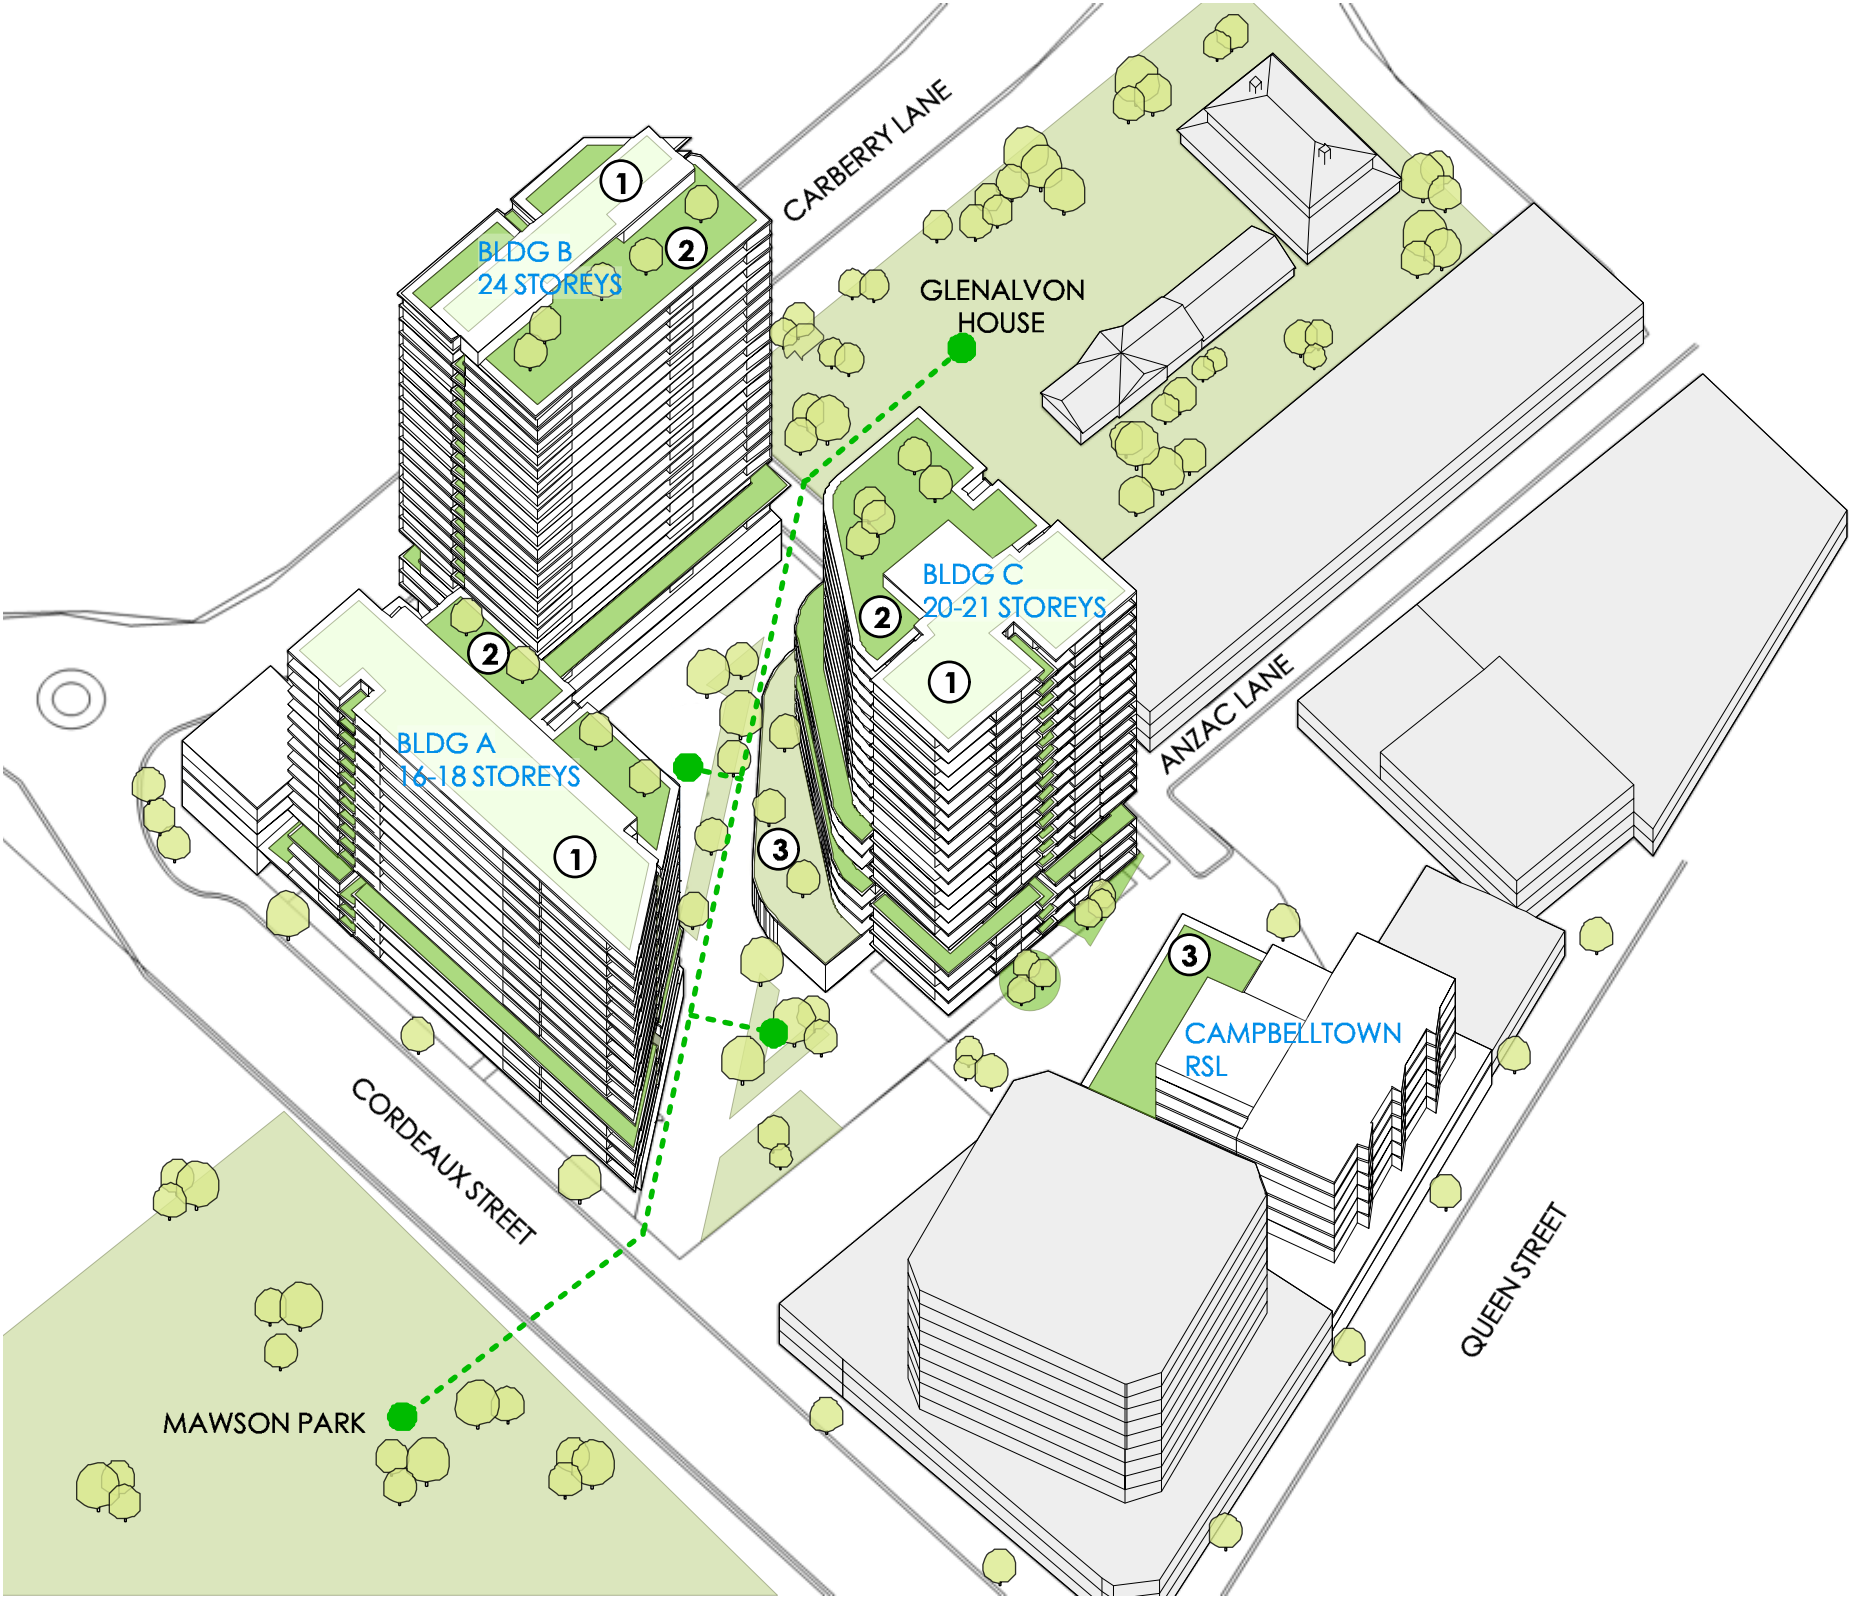 CARBERRY LANE
1
2
BLDG B
24 STOREYS
GLENALVON
HOUSE
BLDG C
20-21 STOREYS
2
1
2
BLDG A
16-18 STOREYS
1
3
ANZAC LANE
3
CAMPBELLTOWN
RSL
CORDEAUX STREET
QUEEN STREET
MAWSON PARK